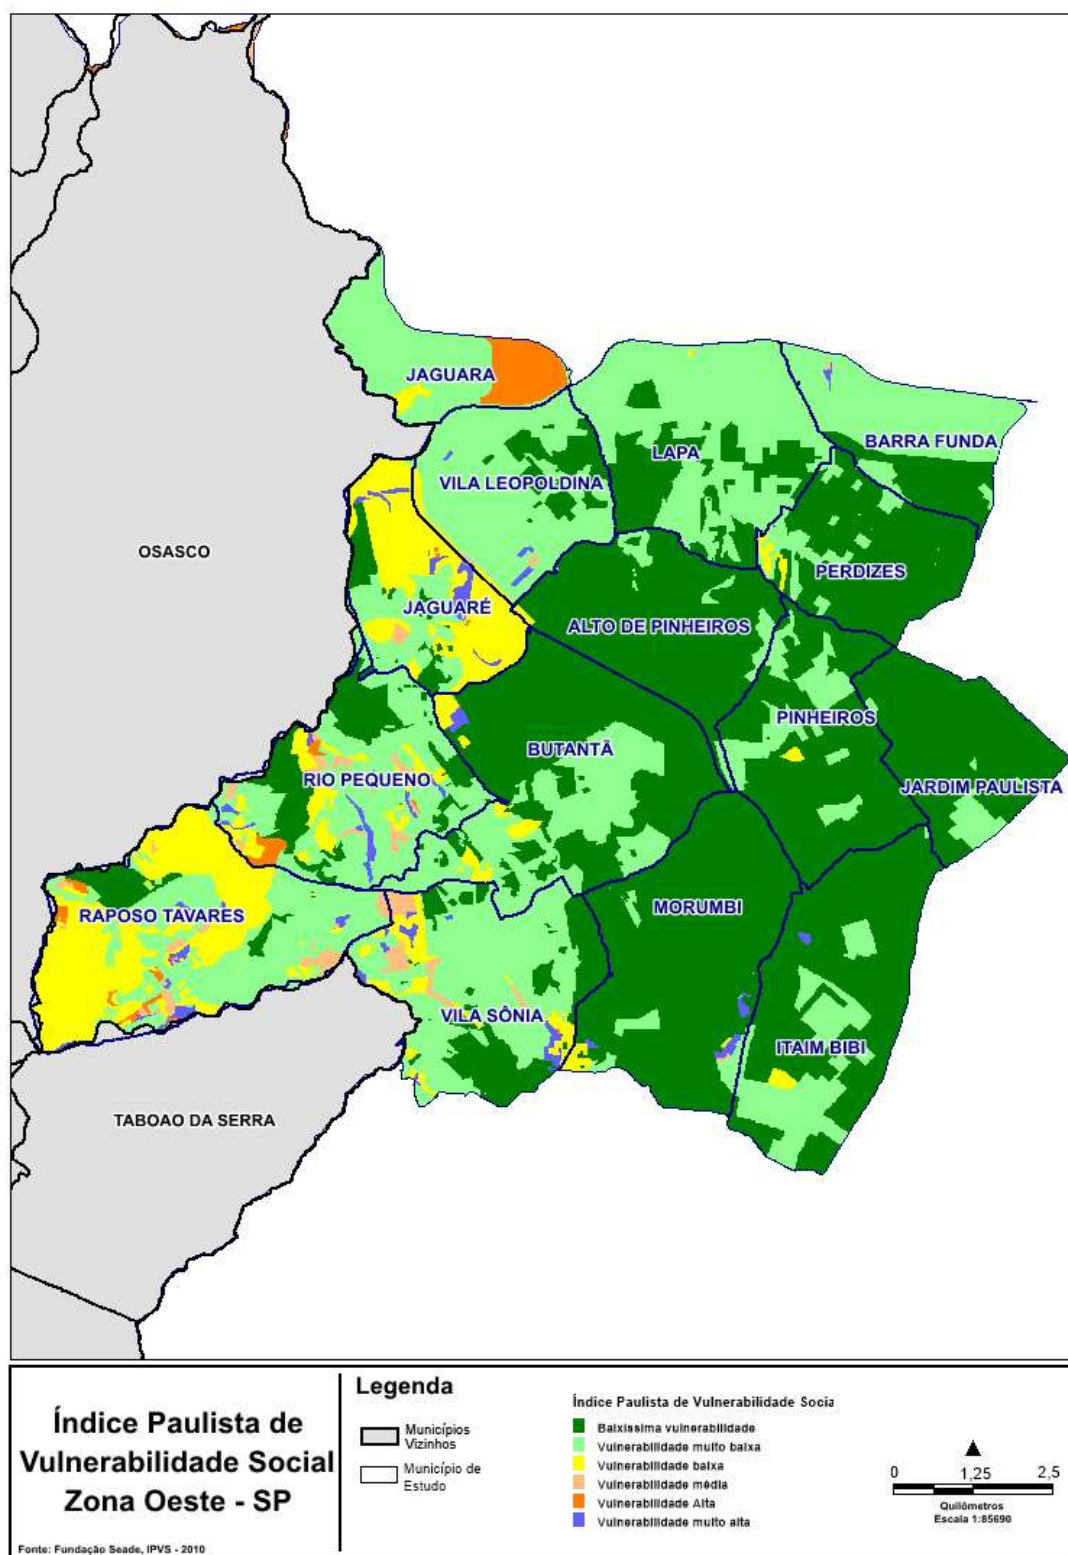 JAGUARA
LAPA
BARRA FUNDA
VILA LEOPOLDINA
OSASCO
PERDIZES
JAGUARÉ
ALTO DE PINHEIROS
PINHEIROS
BUTANTÃ
RIO PEQUENO
JARDIM PAULISTA
MORUMBI
RAPOSO TAVARES
VILA SÔNIA
ITAIM BIBI
TABOAO DA SERRA
Índice Paulista de
Vulnerabilidade Social
Zona Oeste - SP
Fonte: Fundação Seade, IPVS - 2010
Legenda
Municípios
Vizinhos
Município de
Estudo
Índice Paulista de Vulnerabilidade Socia
Baixissima vulnerabilidade
Vulnerabilidade muito baixa
Vulnerabilidade baixa
Vulnerabilidade média
Vulnerabilidade Alta
Vulnerabilidade muito alta
0 1,25 2,5
Quilômetros
Escala 1:85690